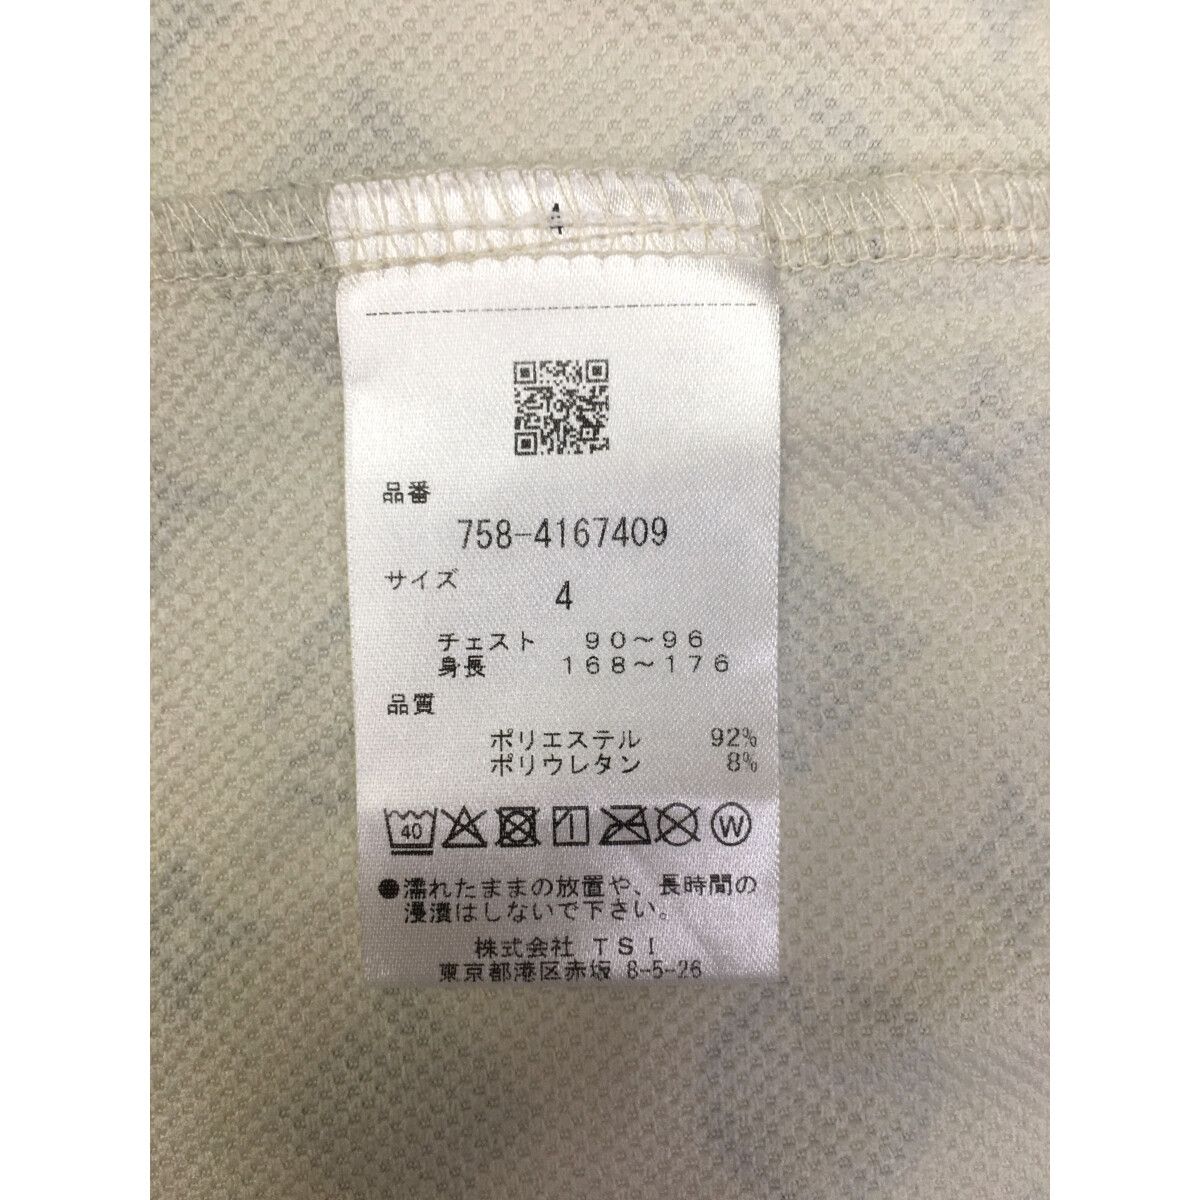 4
品番
758-4167409
サイズ
4
チェスト 90～96
身長 168～176
品質
ポリエステル 92%
ポリウレタン 8%
40 W
●濡れたままの放置や、長時間の
浸漬はしないで下さい。
株式会社 TSI
東京都港区赤坂 8-5-26